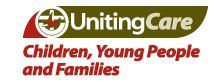 UnitingCare
Children, Young People
and Families